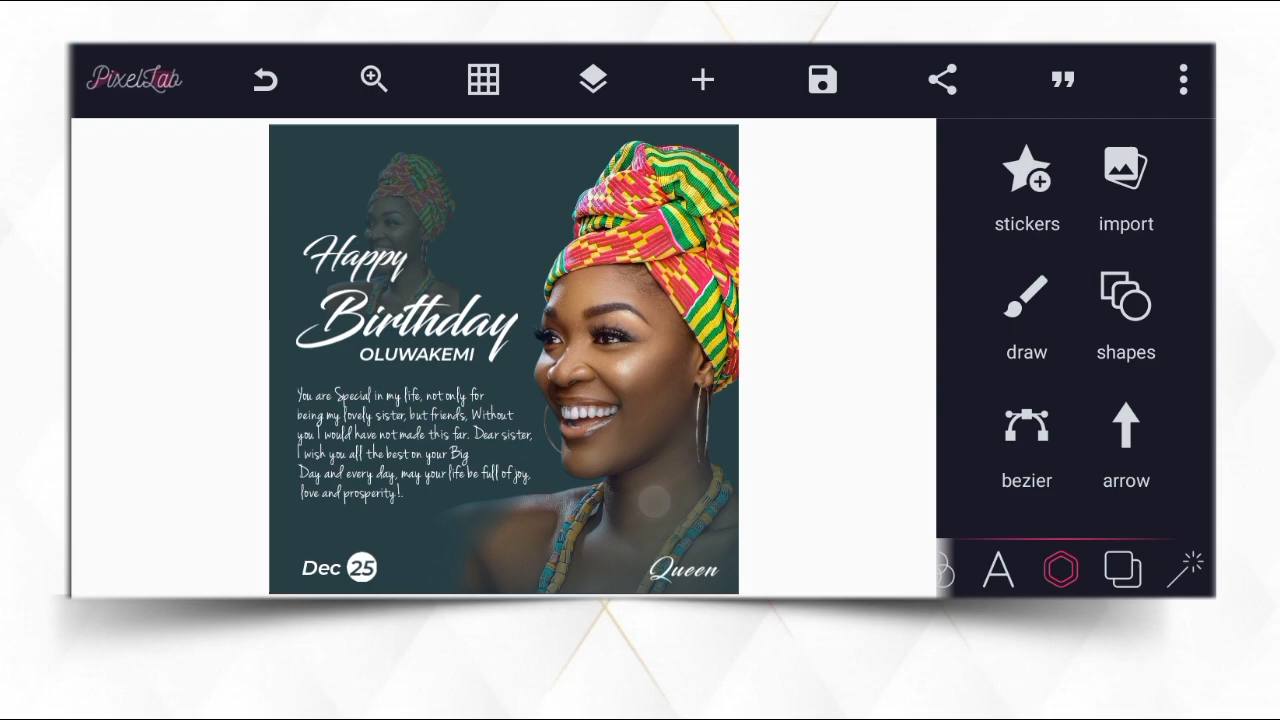 PixelLab
stickers
import
draw
shapes
bezier
arrow
Happy
Birthday
OLUWAKEMI
You are Special in my life, not only for
being my lovely sister, but friends, Without
you I would have not made this far. Dear sister,
I wish you all the best on your Big
Day and every day, may your life be full of joy,
love and prosperity!.
Dec 25
Queen
A